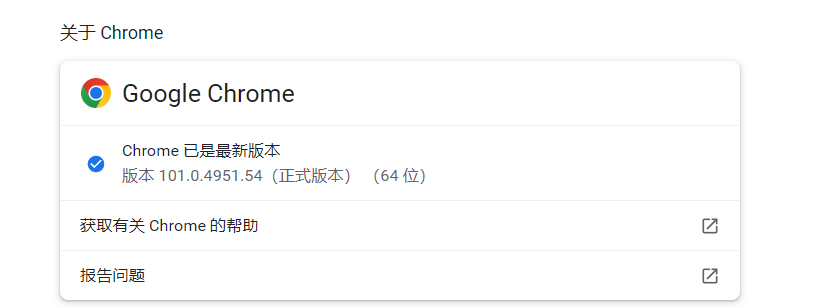 关于 Chrome
Google Chrome
Chrome 已是最新版本
版本 101.0.4951.54（正式版本） （64 位）
获取有关 Chrome 的帮助
报告问题